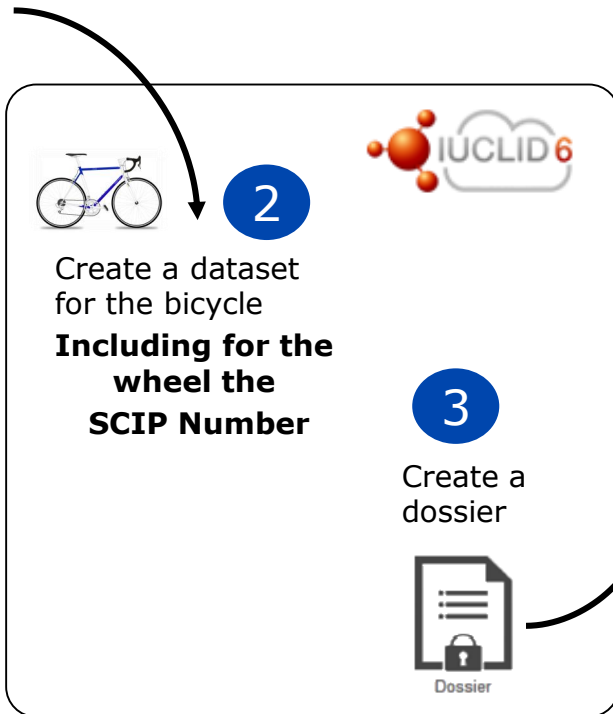 IUCLID 6
2
Create a dataset
for the bicycle
Including for the
wheel the
SCIP Number
3
Create a
dossier
Dossier